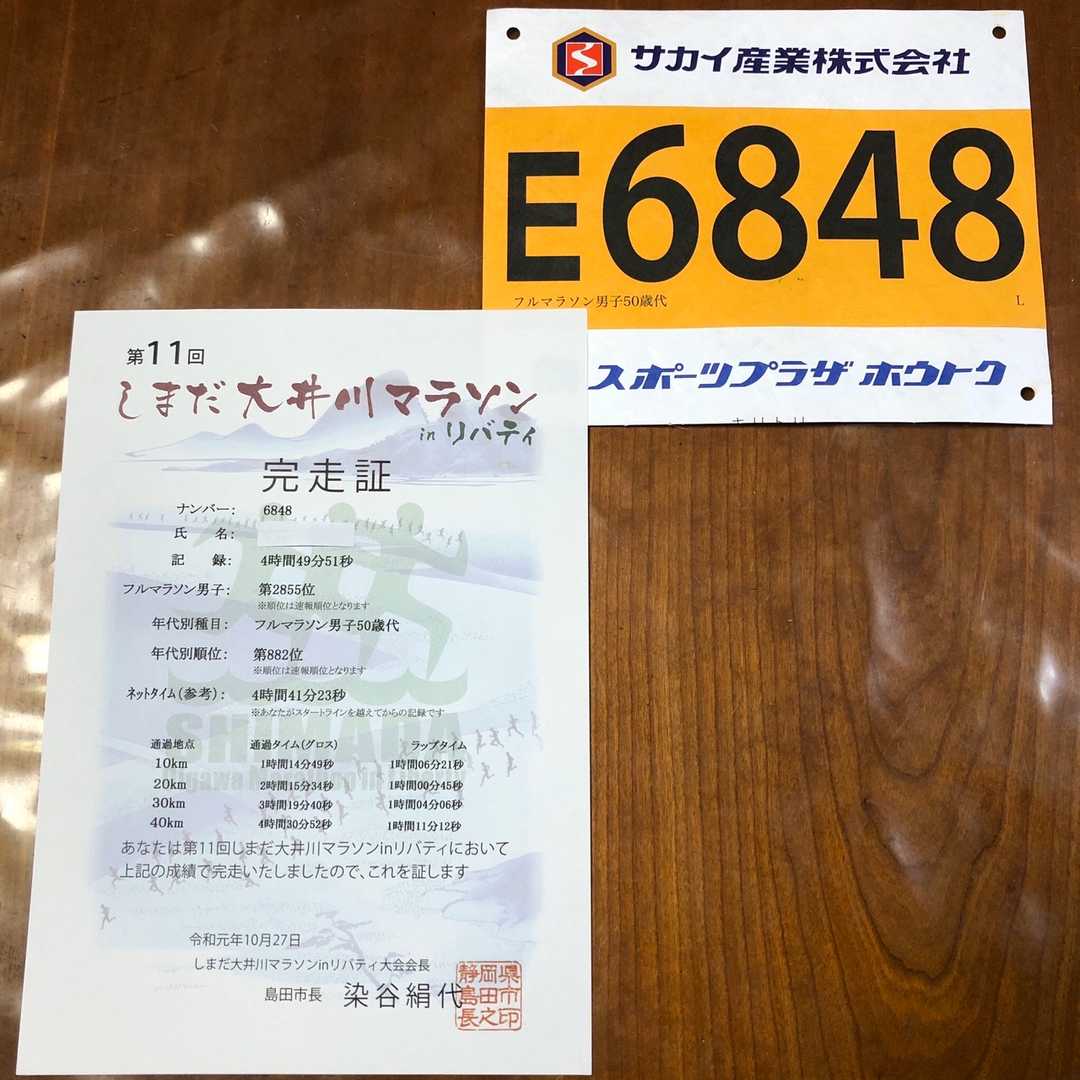 サカイ産業株式会社
E6848
フルマラソン男子50歳代 L
スポーツプラザ ホウトク
第11回
しまだ大井川マラソン
in リバティ
完走証
ナンバー: 6848
氏 名:
記 録: 4時間49分51秒
フルマラソン男子: 第2855位
※順位は速報順位となります
年代別種目: フルマラソン男子50歳代
年代別順位: 第882位
※順位は速報順位となります
ネットタイム(参考): 4時間41分23秒
※あなたがスタートラインを越えてからの記録です
SHIMADA
通過地点 通過タイム(グロス) ラップタイム
10km 1時間14分49秒 1時間06分21秒
20km 2時間15分34秒 1時間00分45秒
30km 3時間19分40秒 1時間04分06秒
40km 4時間30分52秒 1時間11分12秒
あなたは第11回しまだ大井川マラソンinリバティにおいて
上記の成績で完走いたしましたので、これを証します
令和元年10月27日
しまだ大井川マラソンinリバティ大会会長
島田市長 染谷絹代
静岡県島田市長之印